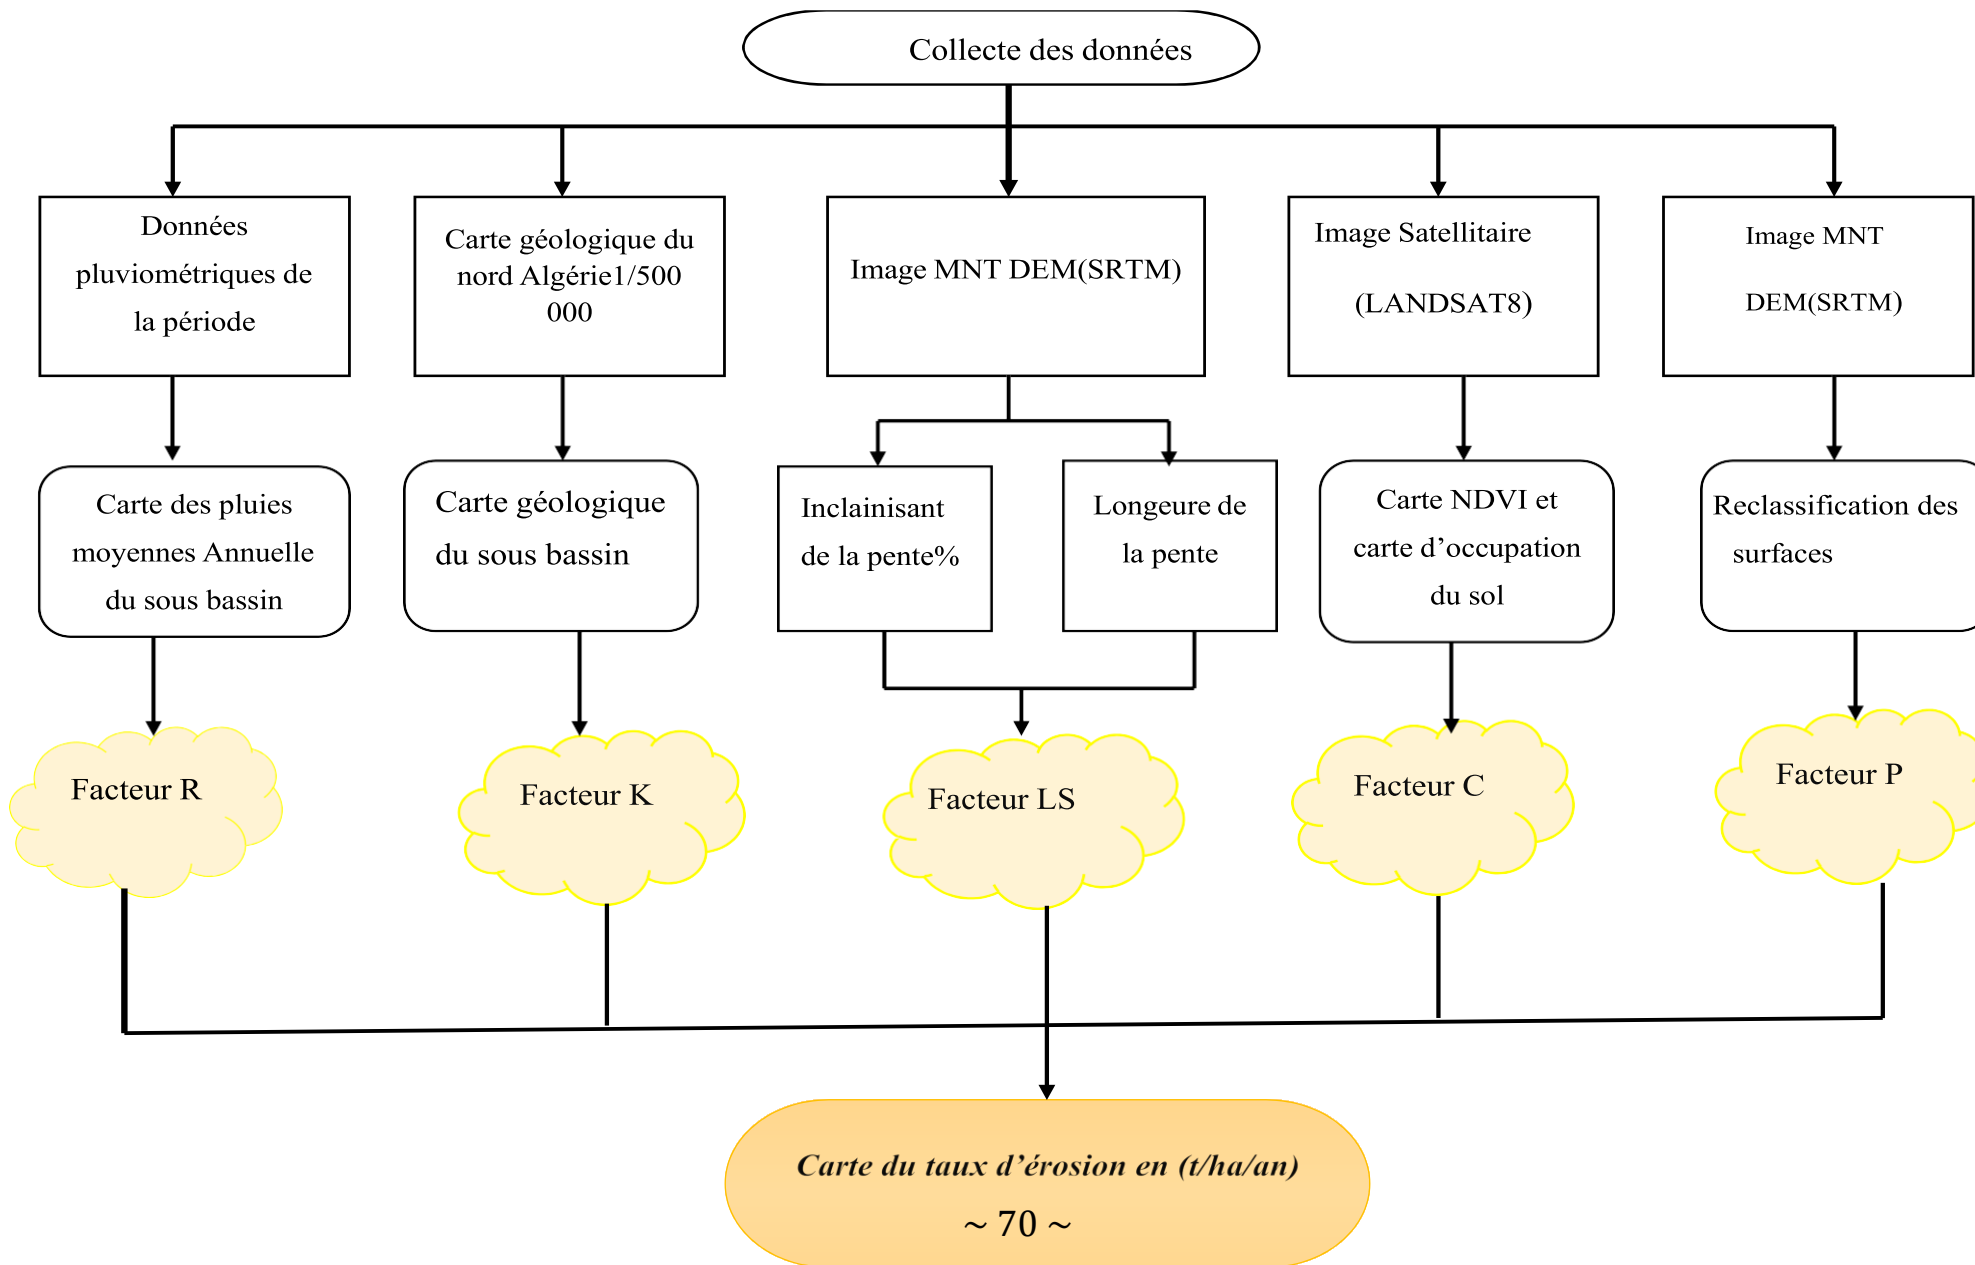 Collecte des données
Données
pluviométriques de
la période
Carte géologique du
nord Algérie1/500
000
Image MNT DEM(SRTM)
Image Satellitaire
(LANDSAT8)
Image MNT
DEM(SRTM)
Carte des pluies
moyennes Annuelle
du sous bassin
Carte géologique
du sous bassin
Inclainisant
de la pente%
Longeure de
la pente
Carte NDVI et
carte d’occupation
du sol
Reclassification des
surfaces
Facteur R
Facteur K
Facteur LS
Facteur C
Facteur P
Carte du taux d’érosion en (t/ha/an)
~ 70 ~